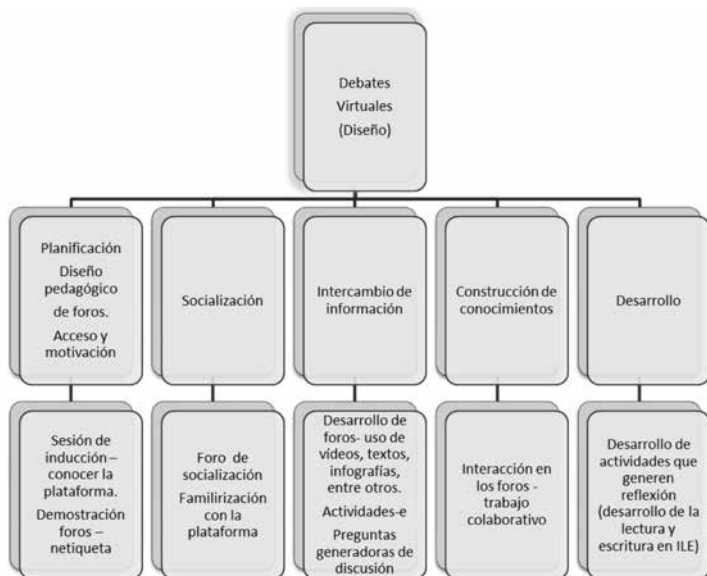 Debates
Virtuales
(Diseño)
Planificación
Diseño
pedagógico
de foros.
Acceso y
motivación
Socialización
Intercambio de
información
Construcción de
conocimientos
Desarrollo
Sesión de
inducción –
conocer la
plataforma.
Demostración
foros –
netiqueta
Foro de
socialización
Familirización
con la
plataforma
Desarrollo de
foros- uso de
vídeos, textos,
infografías,
entre otros.
Actividades-e
Preguntas
generadoras de
discusión
Interacción en
los foros -
trabajo
colaborativo
Desarrollo de
actividades que
generen
reflexión
(desarrollo de la
lectura y
escritura en ILE)